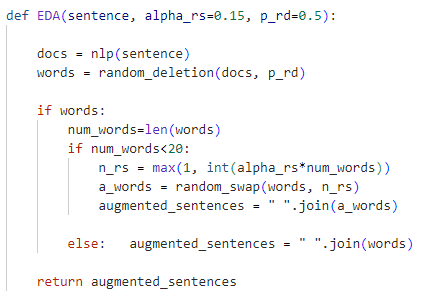 def EDA(sentence, alpha_rs=0.15, p_rd=0.5):
docs = nlp(sentence)
words = random_deletion(docs, p_rd)
if words:
num_words=len(words)
if num_words<20:
n_rs = max(1, int(alpha_rs*num_words))
a_words = random_swap(words, n_rs)
augmented_sentences = " ".join(a_words)
else:   augmented_sentences = " ".join(words)
return augmented_sentences